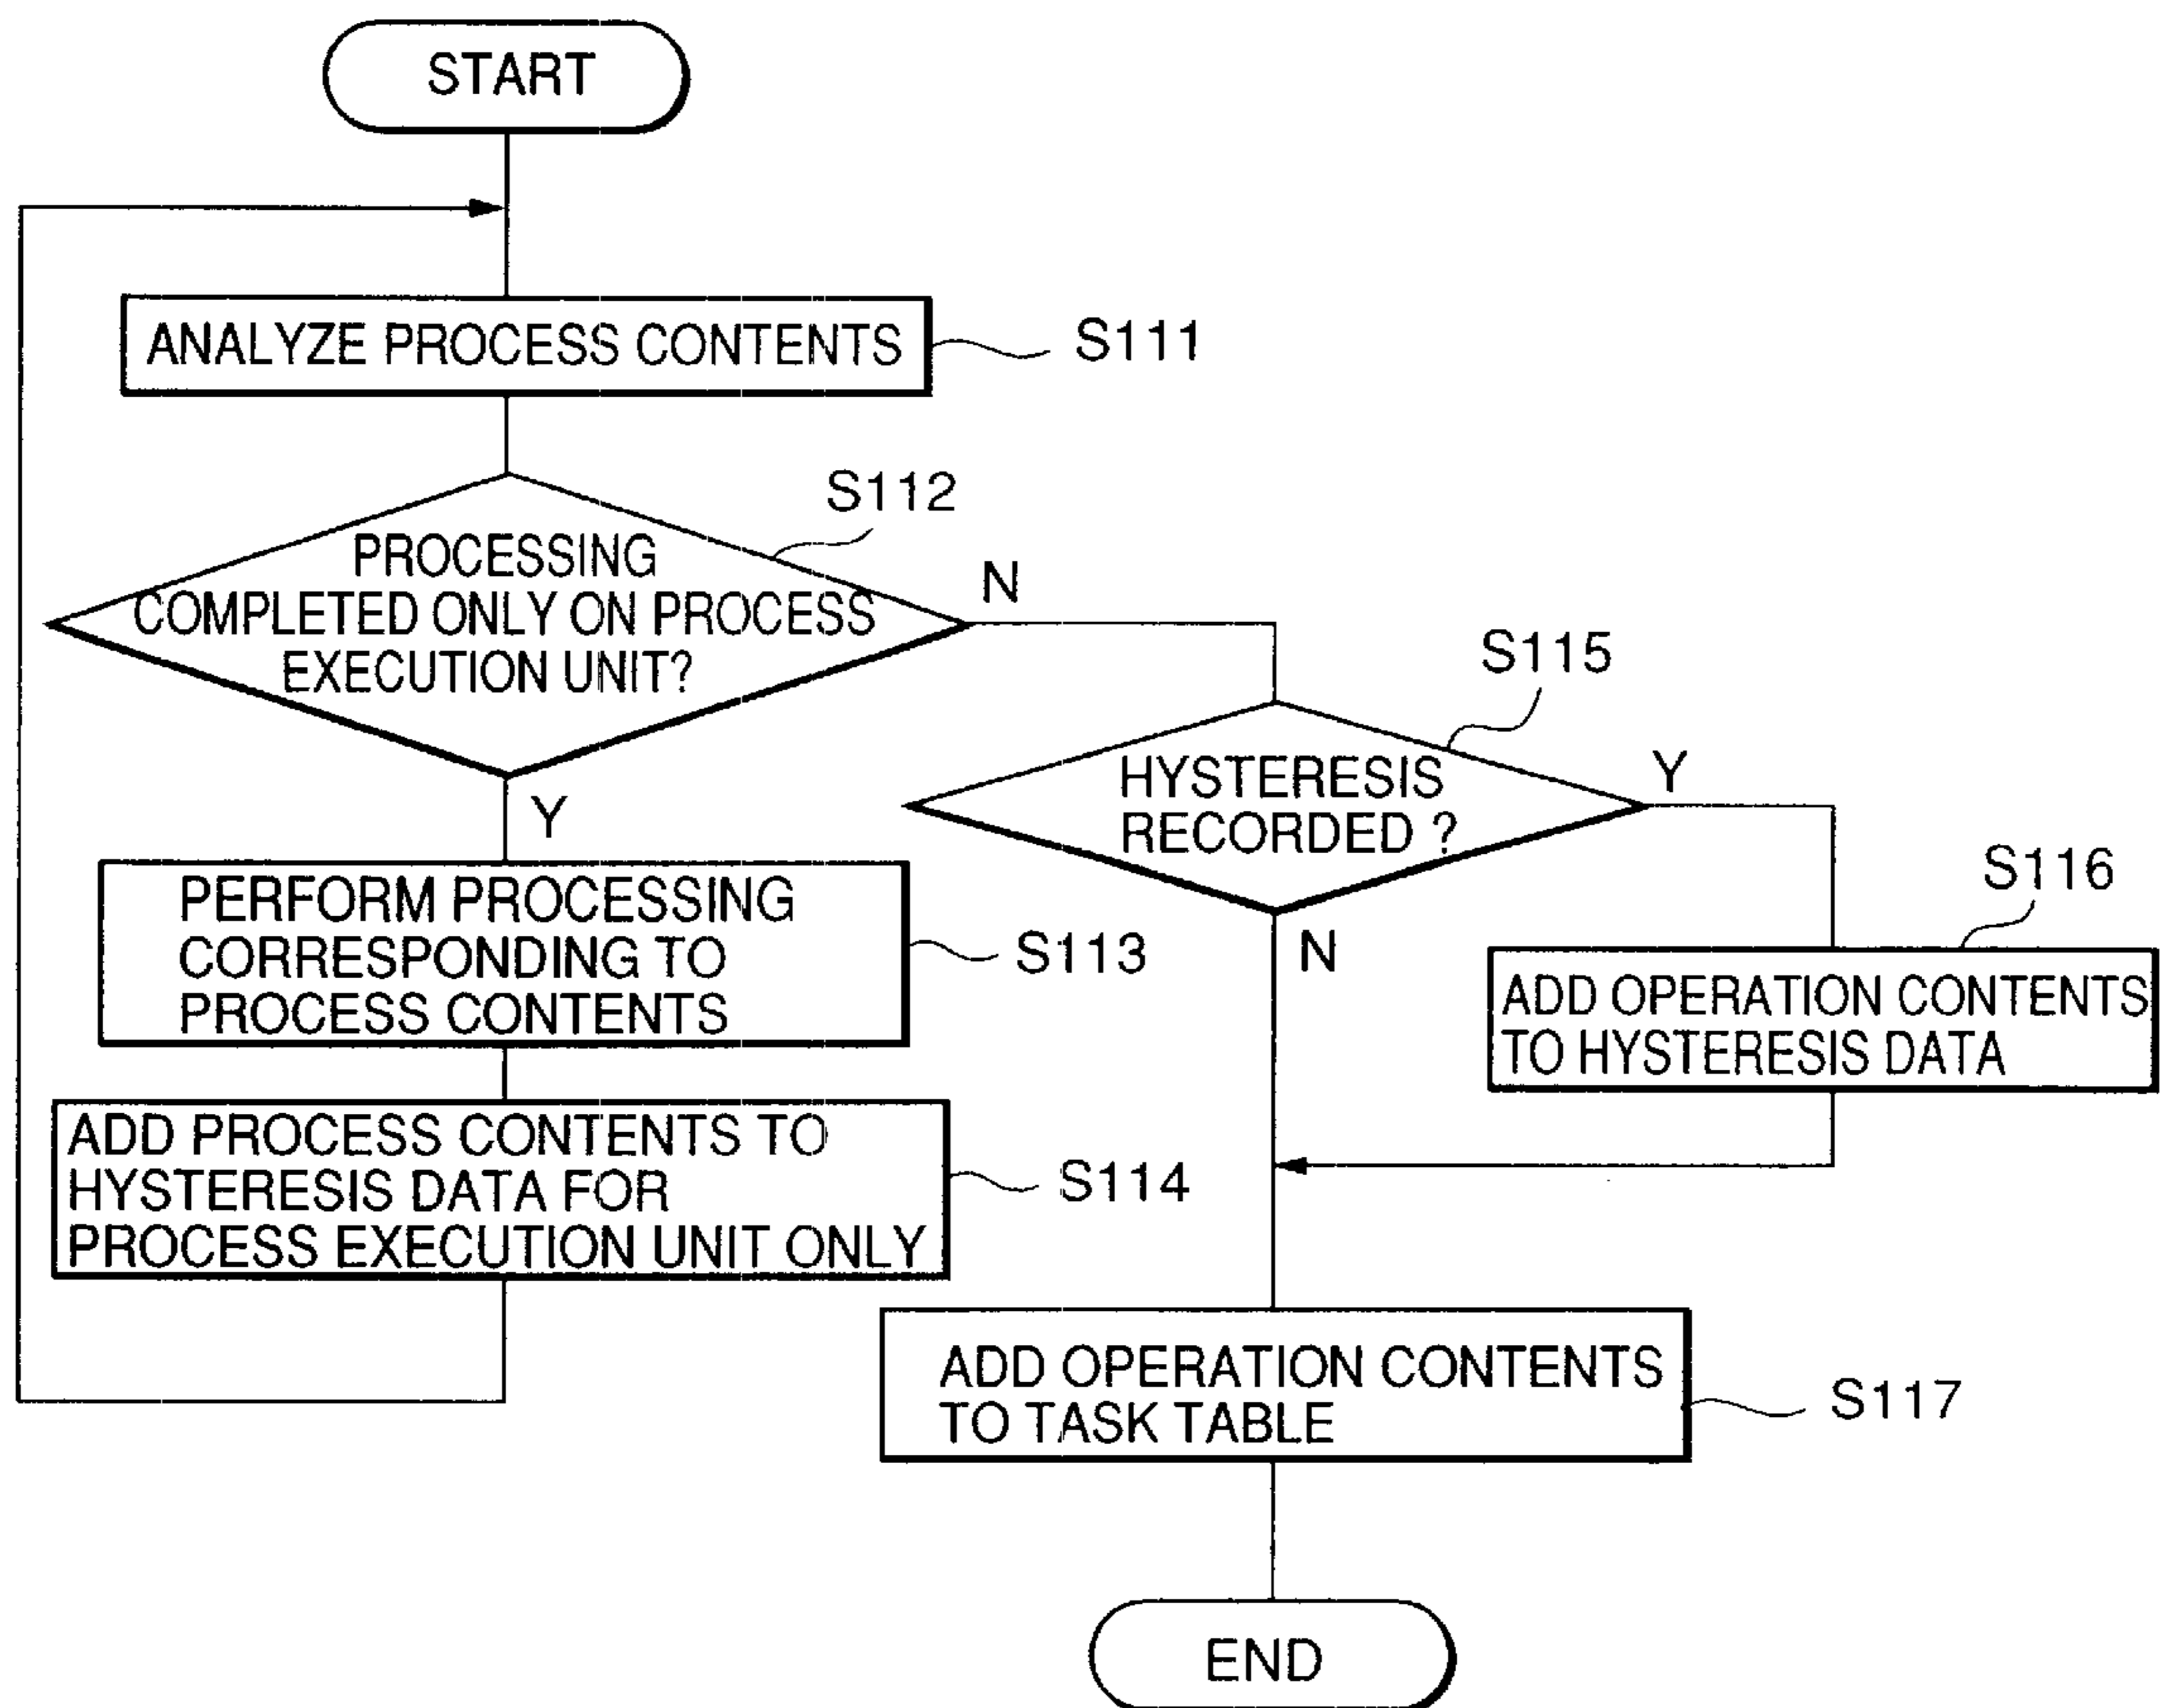 START
ANALYZE PROCESS CONTENTS
S111
S112
PROCESSING
COMPLETED ONLY ON PROCESS
EXECUTION UNIT?
N
Y
S115
HYSTERESIS
RECORDED ?
Y
N
S116
ADD OPERATION CONTENTS
TO HYSTERESIS DATA
PERFORM PROCESSING
CORRESPONDING TO
PROCESS CONTENTS
S113
ADD PROCESS CONTENTS TO
HYSTERESIS DATA FOR
PROCESS EXECUTION UNIT ONLY
S114
ADD OPERATION CONTENTS
TO TASK TABLE
S117
END